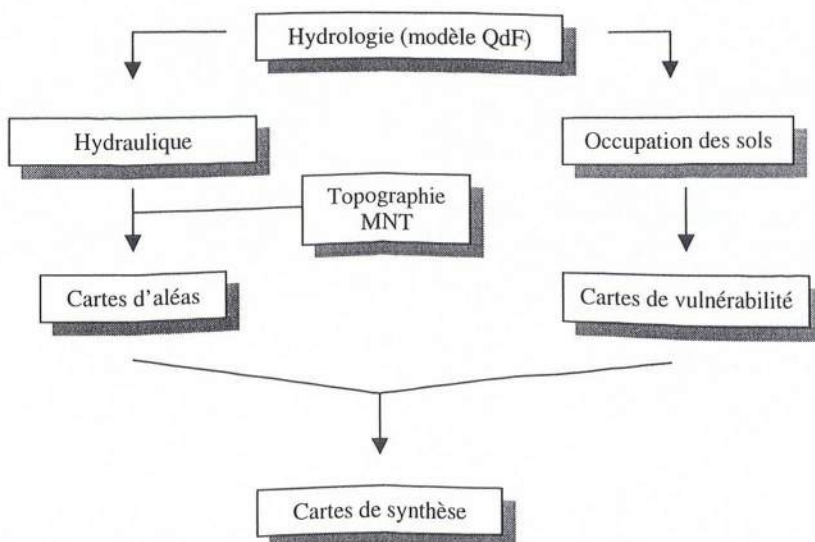 Hydrologie (modèle QdF)
Hydraulique
Occupation des sols
Topographie
MNT
Cartes d'aléas
Cartes de vulnérabilité
Cartes de synthèse